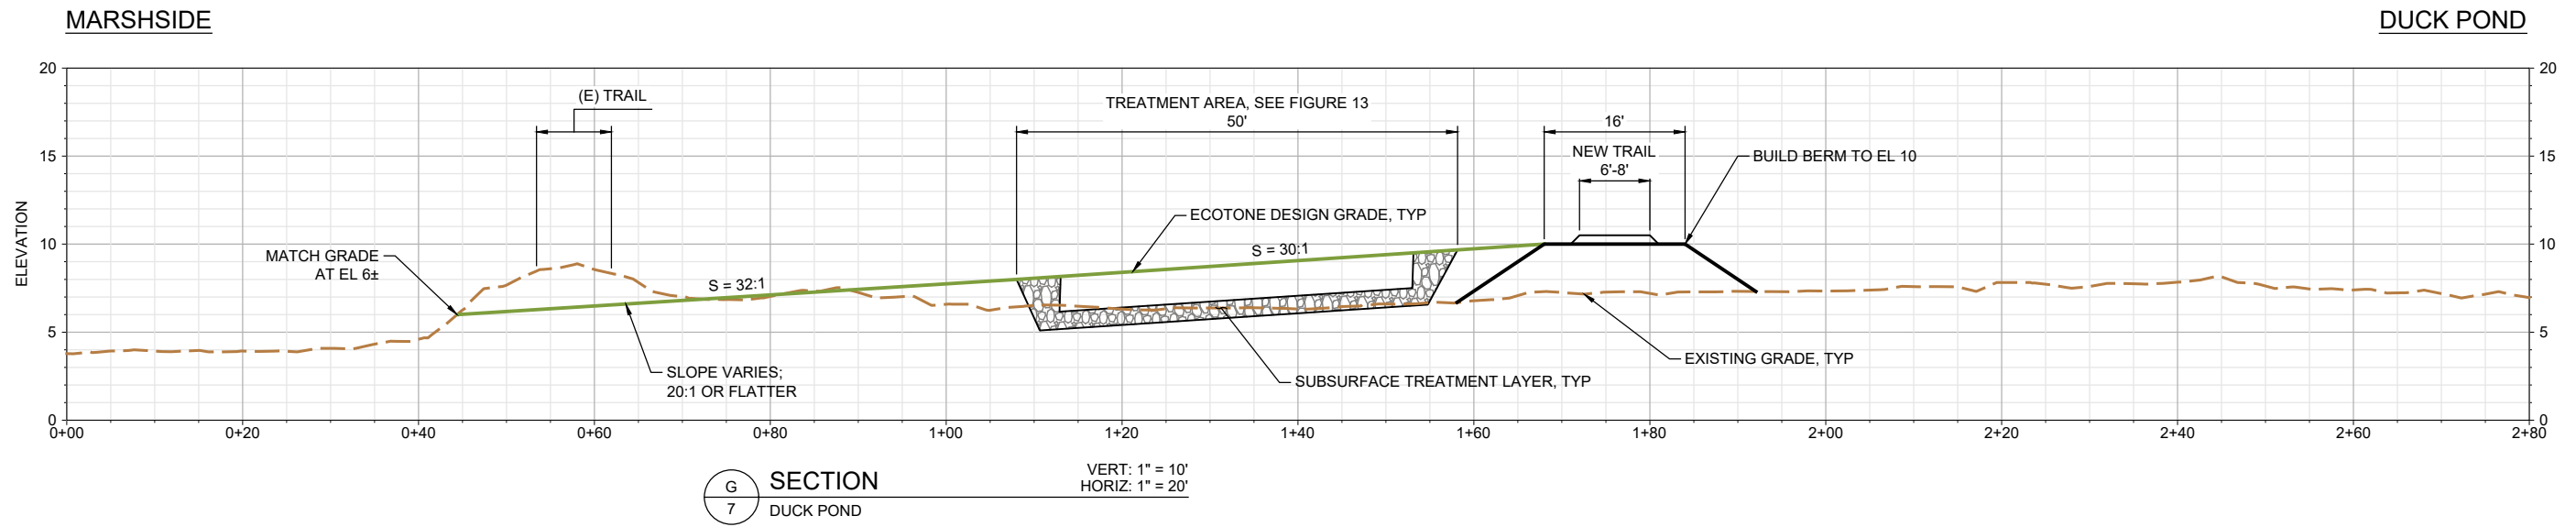 MARSHSIDE
DUCK POND
20
20
(E) TRAIL
TREATMENT AREA, SEE FIGURE 13
50'
16'
15
NEW TRAIL
6'-8'
BUILD BERM TO EL 10
15
ELEVATION
ECOTONE DESIGN GRADE, TYP
10
MATCH GRADE
AT EL 6±
S = 32:1
S = 30:1
10
5
SLOPE VARIES;
20:1 OR FLATTER
SUBSURFACE TREATMENT LAYER, TYP
EXISTING GRADE, TYP
5
0
0
0+00
0+20
0+40
0+60
0+80
1+00
1+20
1+40
1+60
1+80
2+00
2+20
2+40
2+60
2+80
G
7
SECTION
DUCK POND
VERT: 1" = 10'
HORIZ: 1" = 20'